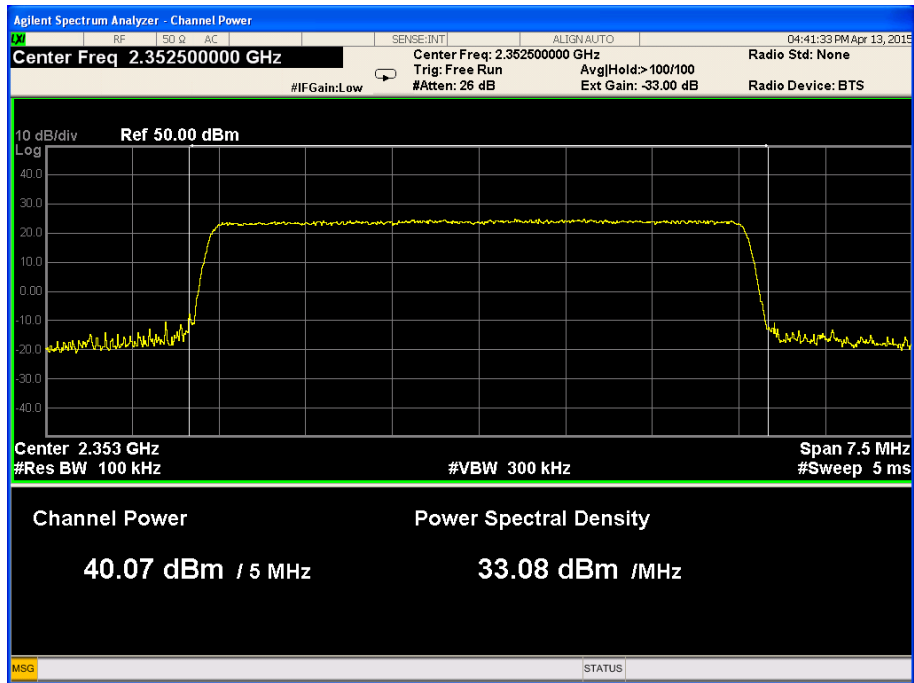 Agilent Spectrum Analyzer - Channel Power
LXI RF 50 Ω AC SENSE:INT ALIGN AUTO 04:41:33 PM Apr 13, 2015
Center Freq 2.352500000 GHz Center Freq: 2.352500000 GHz Radio Std: None
Trig: Free Run Avg|Hold:> 100/100
#IFGain:Low #Atten: 26 dB Ext Gain: -33.00 dB Radio Device: BTS
10 dB/div Ref 50.00 dBm
Log
40.0
30.0
20.0
10.0
0.00
-10.0
-20.0
-30.0
-40.0
Center 2.353 GHz Span 7.5 MHz
#Res BW 100 kHz #VBW 300 kHz #Sweep 5 ms
Channel Power Power Spectral Density
40.07 dBm / 5 MHz 33.08 dBm /MHz
MSG STATUS